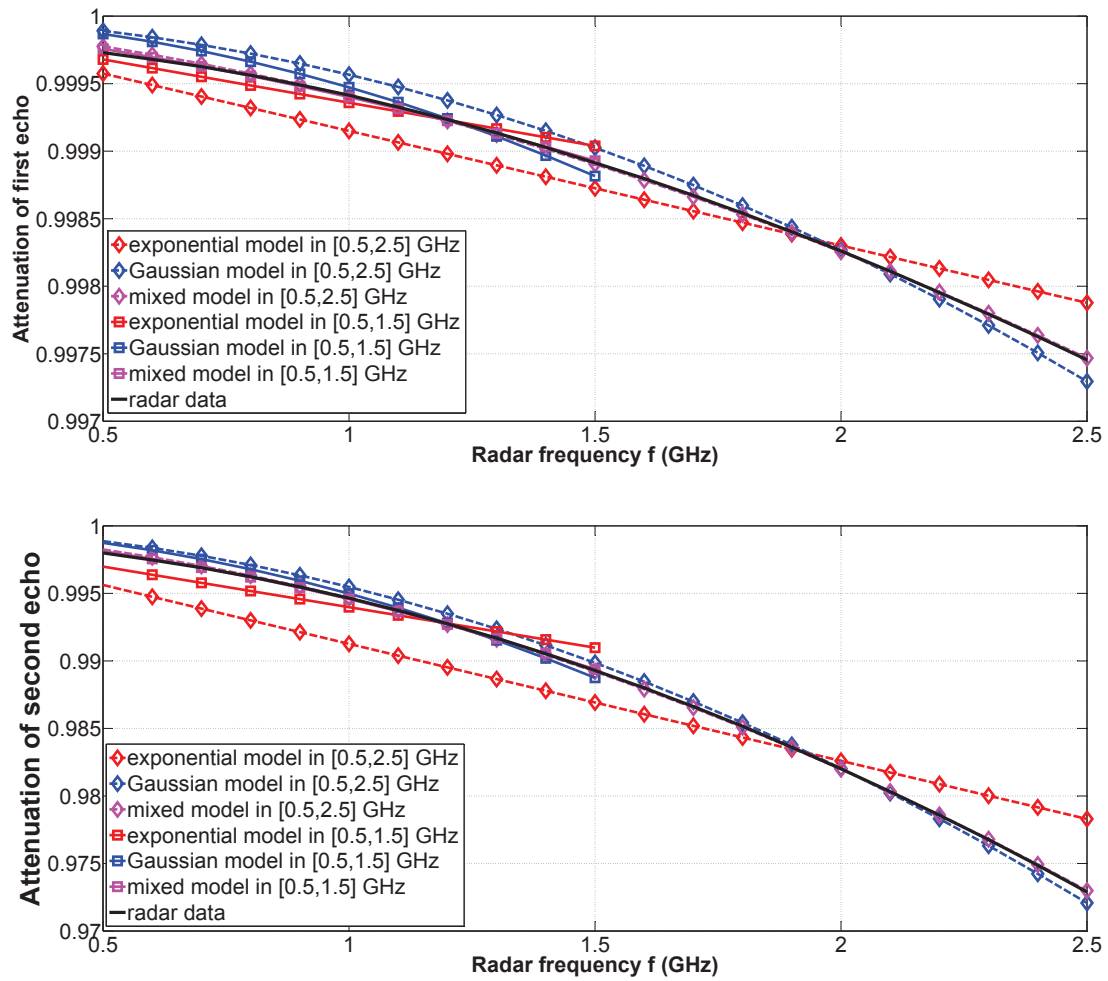 1
0.9995
0.999
0.9985
0.998
0.9975
0.997
Attenuation of first echo
exponential model in [0.5,2.5] GHz
Gaussian model in [0.5,2.5] GHz
mixed model in [0.5,2.5] GHz
exponential model in [0.5,1.5] GHz
Gaussian model in [0.5,1.5] GHz
mixed model in [0.5,1.5] GHz
radar data
0.5 1 1.5 2 2.5
Radar frequency f (GHz)
1
0.995
0.99
0.985
0.98
0.975
0.97
Attenuation of second echo
exponential model in [0.5,2.5] GHz
Gaussian model in [0.5,2.5] GHz
mixed model in [0.5,2.5] GHz
exponential model in [0.5,1.5] GHz
Gaussian model in [0.5,1.5] GHz
mixed model in [0.5,1.5] GHz
radar data
0.5 1 1.5 2 2.5
Radar frequency f (GHz)